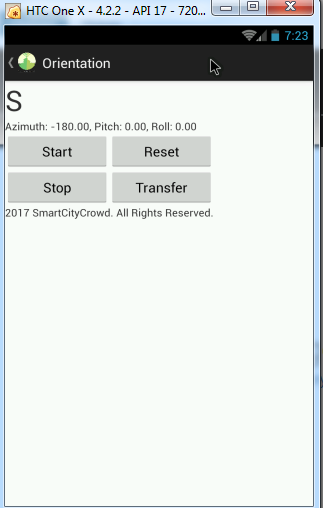 HTC One X - 4.2.2 - API 17 - 720...
7:23
Orientation
S
Azimuth: -180.00, Pitch: 0.00, Roll: 0.00
Start Reset
Stop Transfer
2017 SmartCityCrowd. All Rights Reserved.